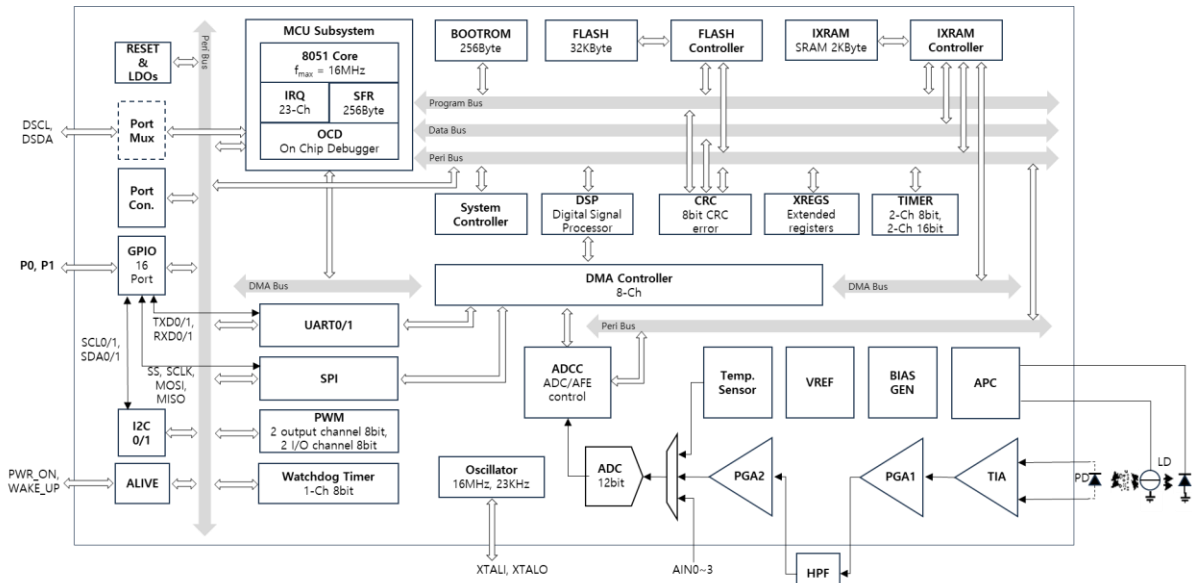 RESET
&
LDOs
Peri Bus
MCU Subsystem
8051 Core
fmax = 16MHz
IRQ
23-Ch
SFR
256Byte
OCD
On Chip Debugger
BOOTROM
256Byte
FLASH
32KByte
FLASH
Controller
IXRAM
SRAM 2KByte
IXRAM
Controller
Program Bus
Data Bus
Peri Bus
DSCL,
DSDA
Port
Mux
Port
Con.
System
Controller
DSP
Digital Signal
Processor
CRC
8bit CRC
error
XREGS
Extended
registers
TIMER
2-Ch 8bit,
2-Ch 16bit
P0, P1
GPIO
16
Port
DMA Bus
DMA Controller
8-Ch
DMA Bus
TXD0/1,
RXD0/1
UART0/1
Peri Bus
SCL0/1,
SDA0/1
SS, SCLK,
MOSI,
MISO
SPI
ADCC
ADC/AFE
control
Temp.
Sensor
VREF
BIAS
GEN
APC
I2C
0/1
PWM
2 output channel 8bit,
2 I/O channel 8bit
PWR_ON,
WAKE_UP
ALIVE
Watchdog Timer
1-Ch 8bit
Oscillator
16MHz, 23KHz
ADC
12bit
PGA2
PGA1
TIA
PD
LD
XTALI, XTALO
AIN0~3
HPF